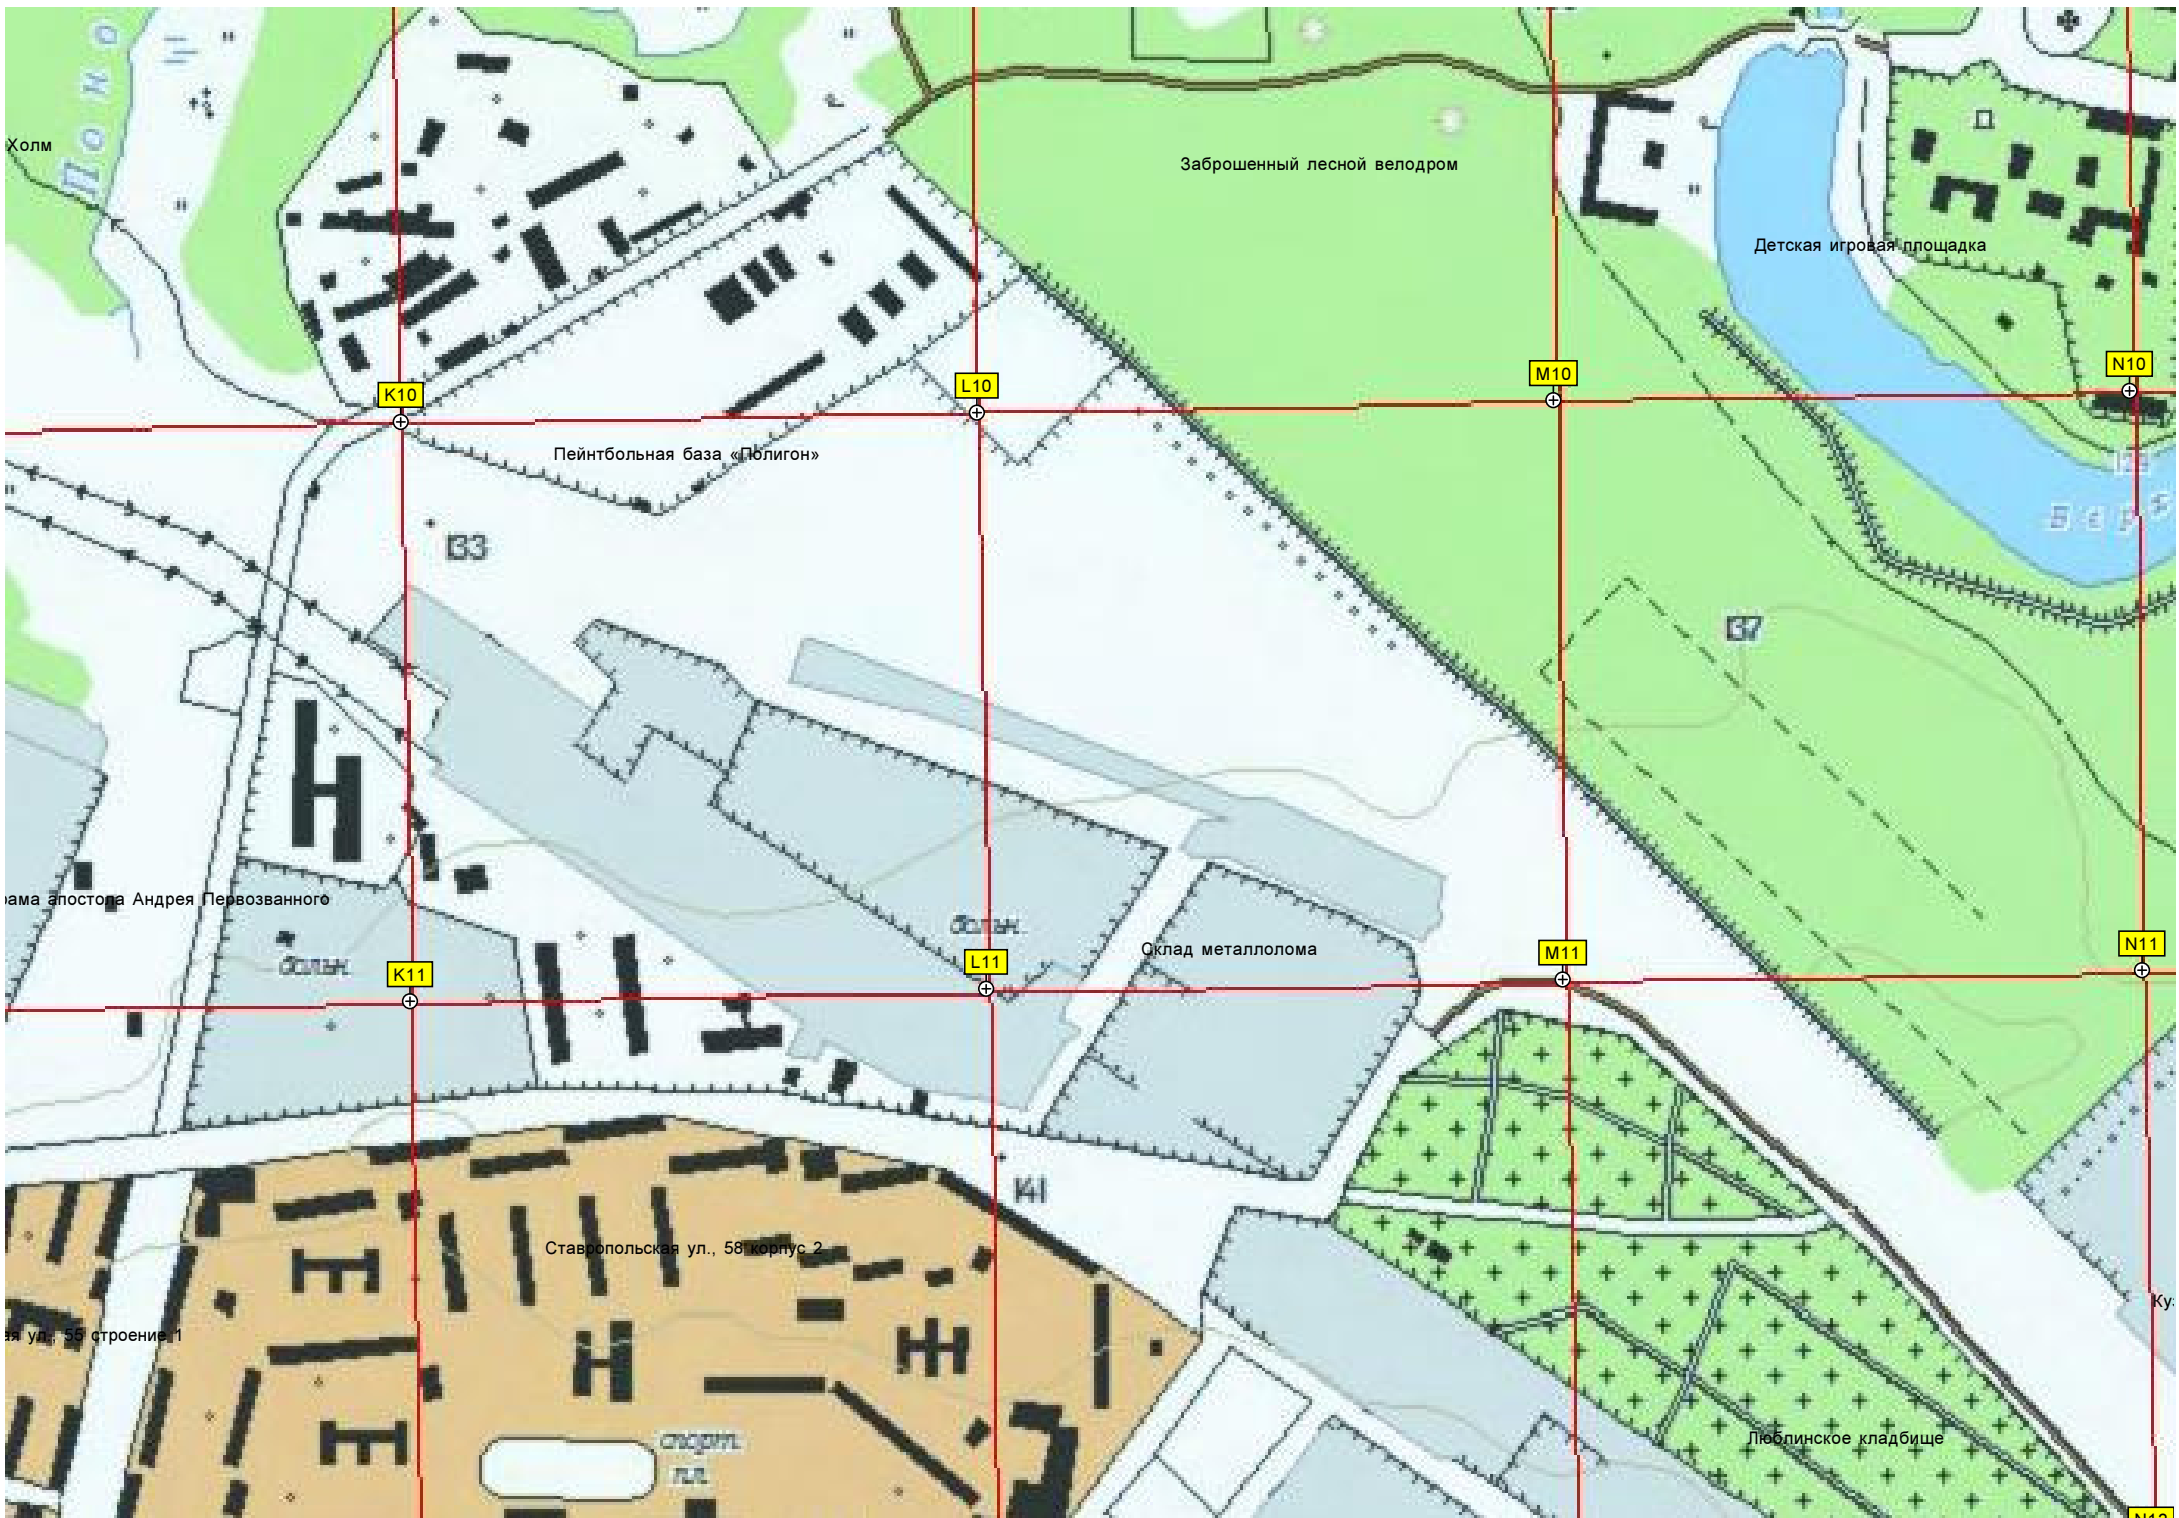 Поно
Холм
Заброшенный лесной велодром
Детская игровая площадка
K10
L10
M10
N10
Пейнтбольная база «Полигон»
133
137
рама апостола Андрея Первозванного
больн.
больн.
Склад металлолома
K11
L11
M11
N11
141
Ставропольская ул., 58 корпус 2
ая ул., 55 строение 1
Ку
спорт.
пл.
Люблинское кладбище